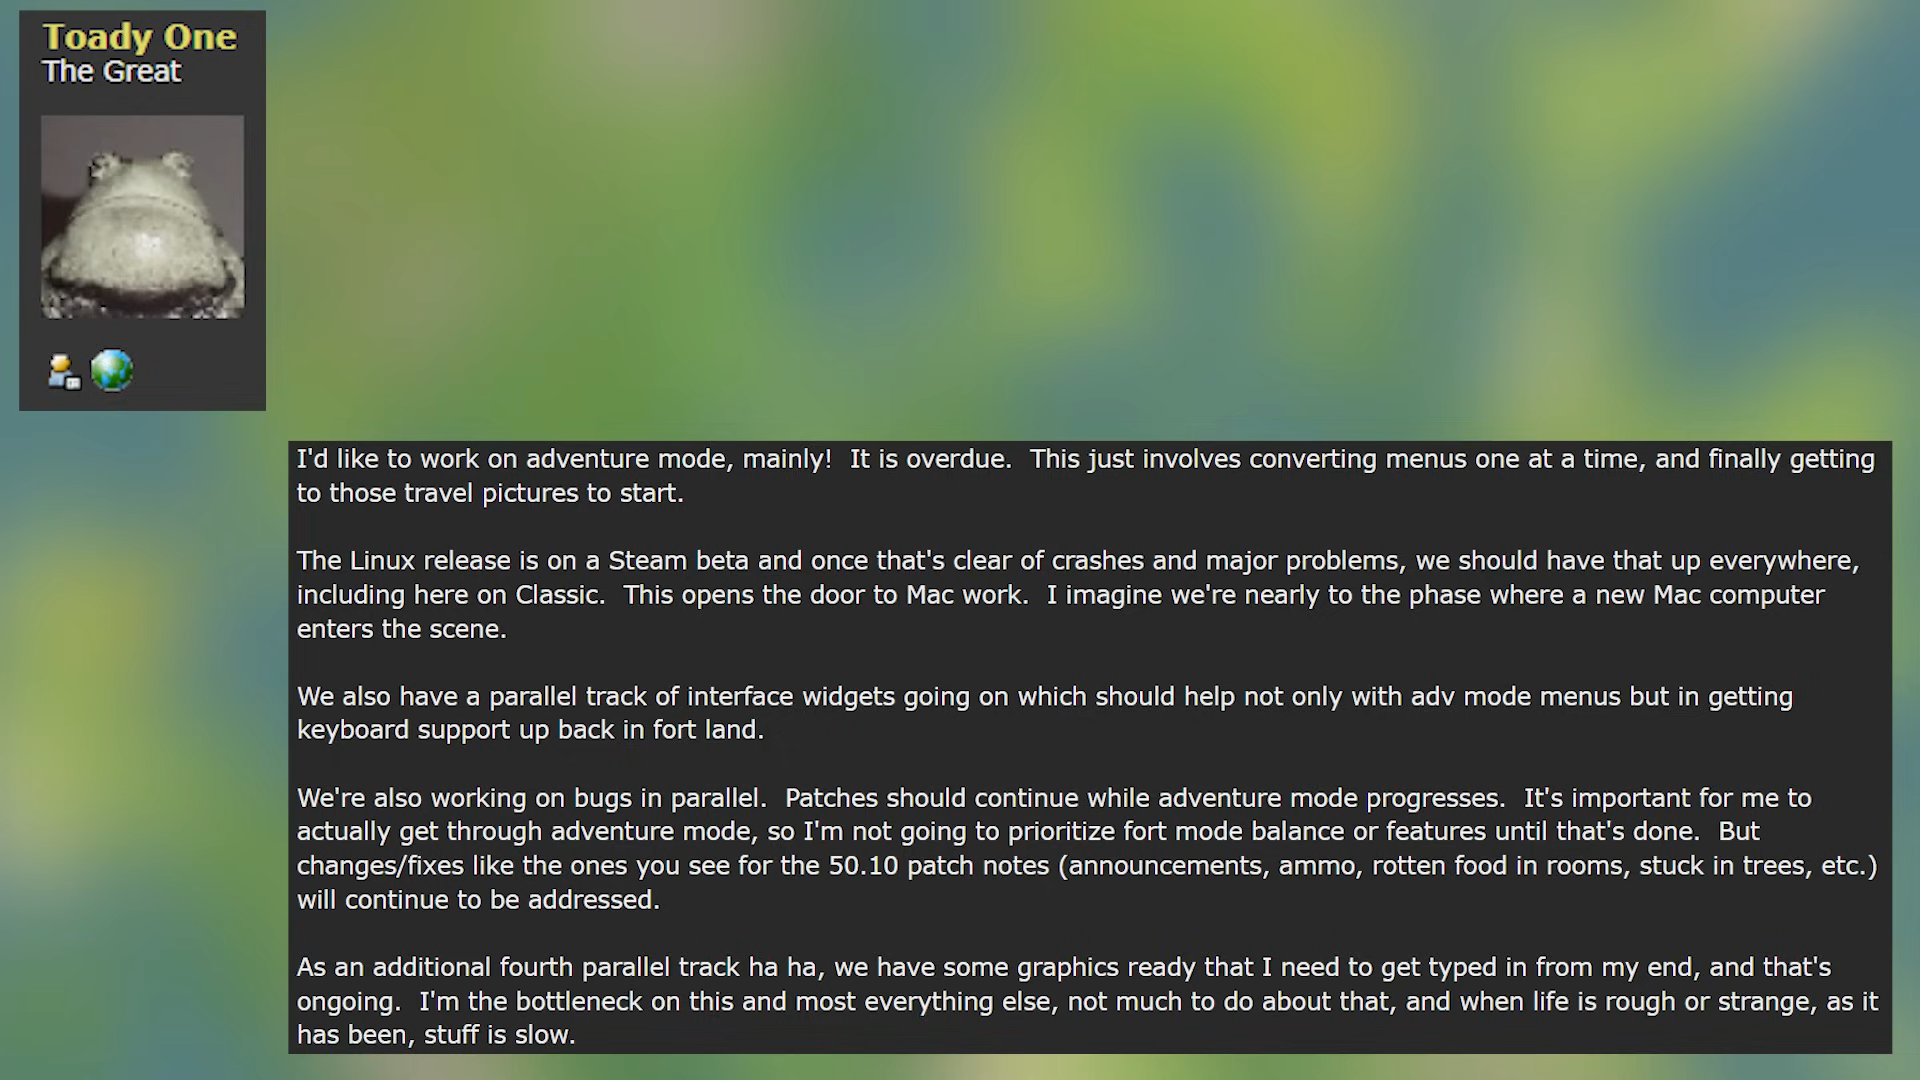 Toady One
The Great
I'd like to work on adventure mode, mainly!  It is overdue.  This just involves converting menus one at a time, and finally getting
to those travel pictures to start.
The Linux release is on a Steam beta and once that's clear of crashes and major problems, we should have that up everywhere,
including here on Classic.  This opens the door to Mac work.  I imagine we're nearly to the phase where a new Mac computer
enters the scene.
We also have a parallel track of interface widgets going on which should help not only with adv mode menus but in getting
keyboard support up back in fort land.
We're also working on bugs in parallel.  Patches should continue while adventure mode progresses.  It's important for me to
actually get through adventure mode, so I'm not going to prioritize fort mode balance or features until that's done.  But
changes/fixes like the ones you see for the 50.10 patch notes (announcements, ammo, rotten food in rooms, stuck in trees, etc.)
will continue to be addressed.
As an additional fourth parallel track ha ha, we have some graphics ready that I need to get typed in from my end, and that's
ongoing.  I'm the bottleneck on this and most everything else, not much to do about that, and when life is rough or strange, as it
has been, stuff is slow.